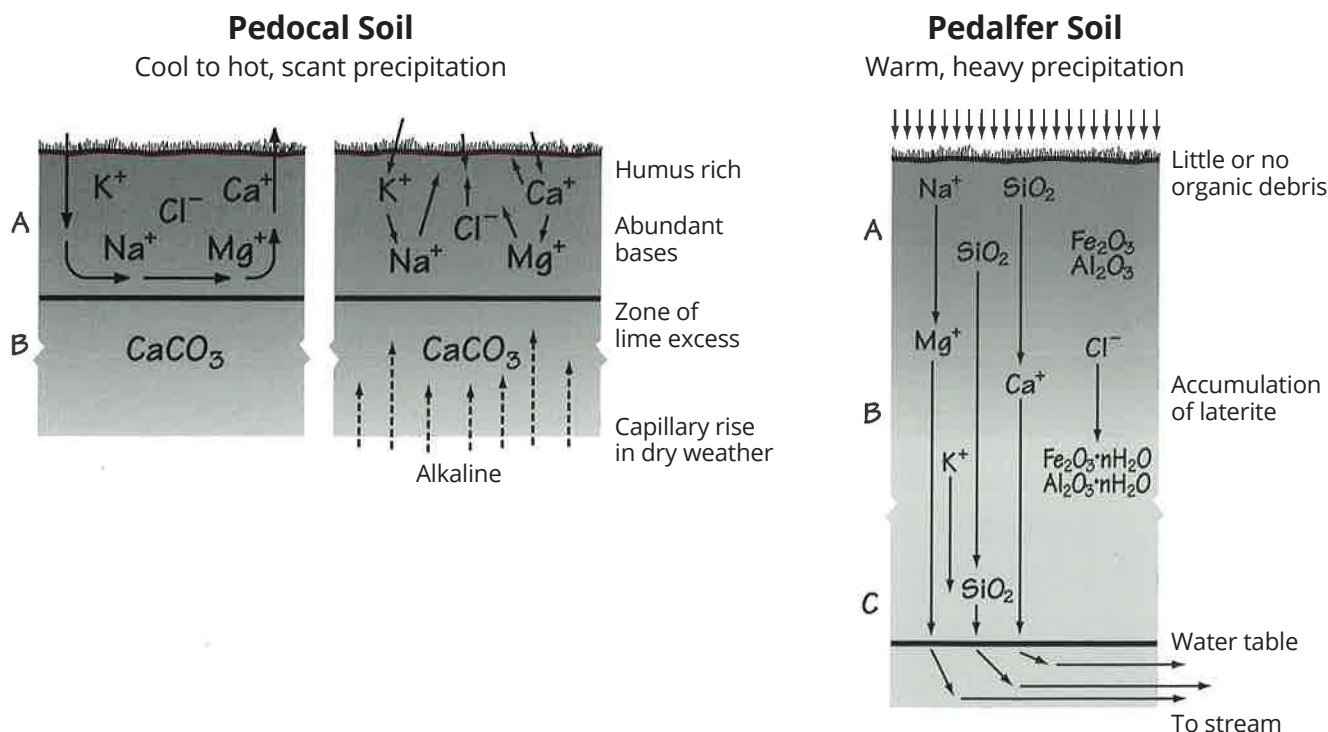 Pedocal Soil
Cool to hot, scant precipitation
A
K⁺
Ca⁺
Cl⁻
Na⁺
Mg⁺
B
CaCO₃
K⁺
Ca⁺
Cl⁻
Na⁺
Mg⁺
CaCO₃
Alkaline
Humus rich
Abundant
bases
Zone of
lime excess
Capillary rise
in dry weather
Pedalfer Soil
Warm, heavy precipitation
A
B
C
Na⁺
SiO₂
SiO₂
Fe₂O₃
Al₂O₃
Mg⁺
Cl⁻
Ca⁺
K⁺
Fe₂O₃·nH₂O
Al₂O₃·nH₂O
SiO₂
Little or no
organic debris
Accumulation
of laterite
Water table
To stream